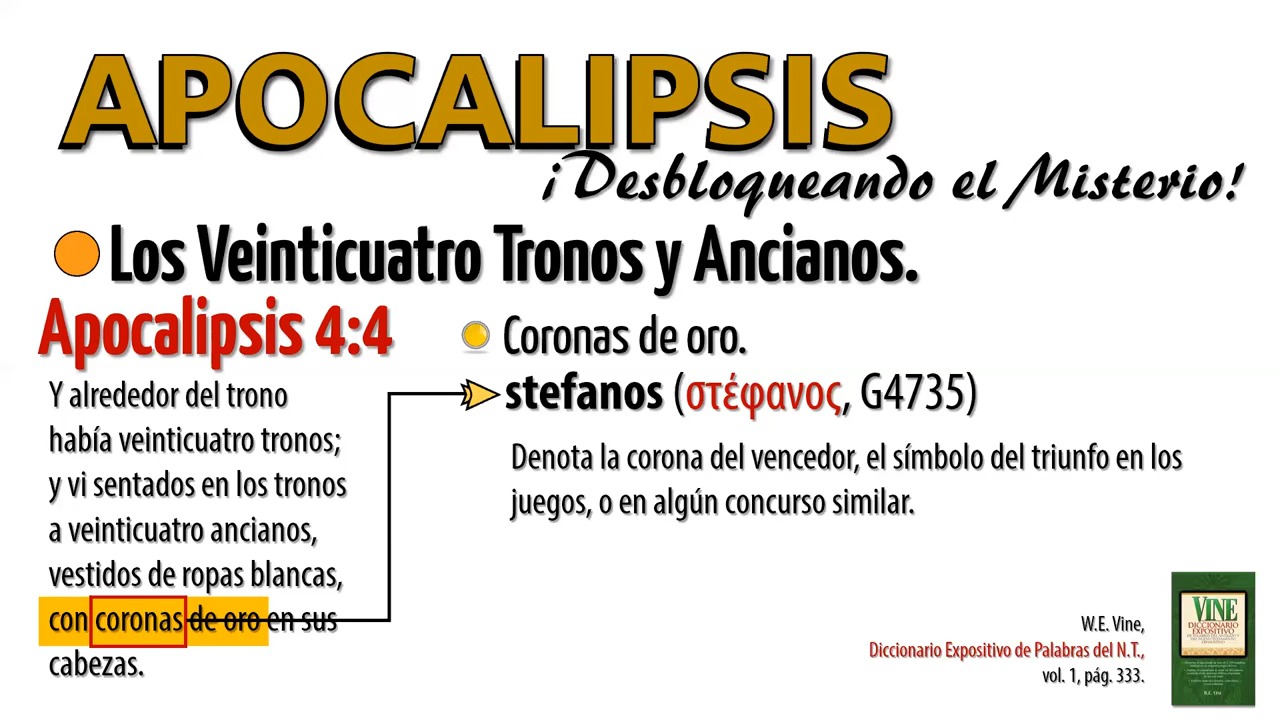 APOCALIPSIS
¡Desbloqueando el Misterio!
Los Veinticuatro Tronos y Ancianos.
Apocalipsis 4:4
Y alrededor del trono
había veinticuatro tronos;
y vi sentados en los tronos
a veinticuatro ancianos,
vestidos de ropas blancas,
con coronas de oro en sus
cabezas.
Coronas de oro.
stefanos (στέφανος, G4735)
Denota la corona del vencedor, el símbolo del triunfo en los
juegos, o en algún concurso similar.
W.E. Vine,
Diccionario Expositivo de Palabras del N.T.,
vol. 1, pág. 333.
VINE
DICCIONARIO
EXPOSITIVO